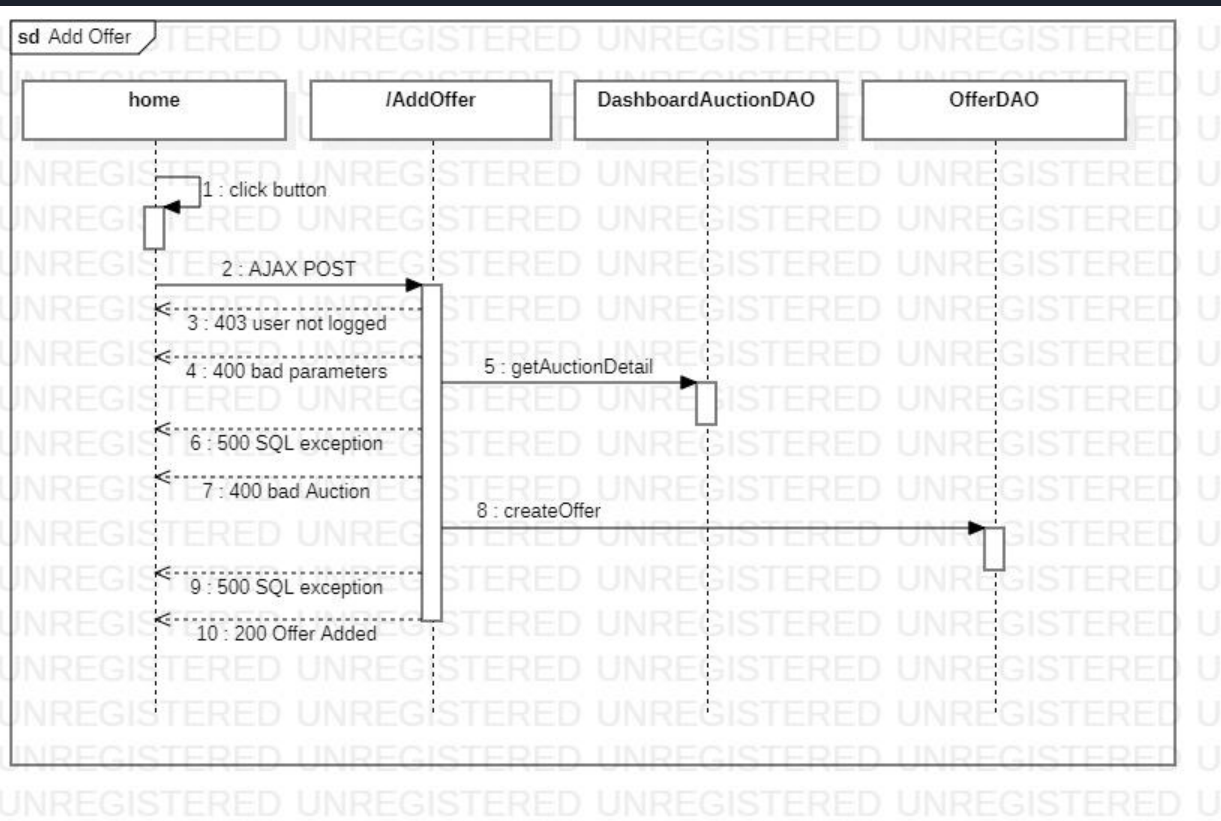 sd Add Offer
home
/AddOffer
DashboardAuctionDAO
OfferDAO
1 : click button
2 : AJAX POST
3 : 403 user not logged
4 : 400 bad parameters
5 : getAuctionDetail
6 : 500 SQL exception
7 : 400 bad Auction
8 : createOffer
9 : 500 SQL exception
10 : 200 Offer Added
UNREGISTERED UNREGISTERED UNREGISTERED UNREGISTERED